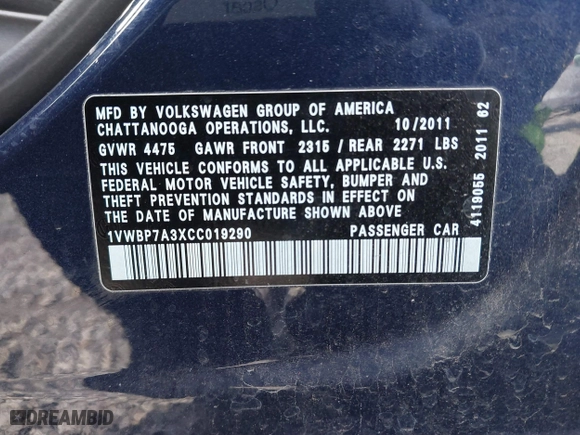 MFD BY VOLKSWAGEN GROUP OF AMERICA
CHATTANOOGA OPERATIONS, LLC. 10/2011
GVWR 4475 GAWR FRONT 2315 / REAR 2271 LBS
THIS VEHICLE CONFORMS TO ALL APPLICABLE U.S.
FEDERAL MOTOR VEHICLE SAFETY, BUMPER AND
THEFT PREVENTION STANDARDS IN EFFECT ON
THE DATE OF MANUFACTURE SHOWN ABOVE
1VWBP7A3XCC019290 PASSENGER CAR
4119055 2011 62
DREAMBID